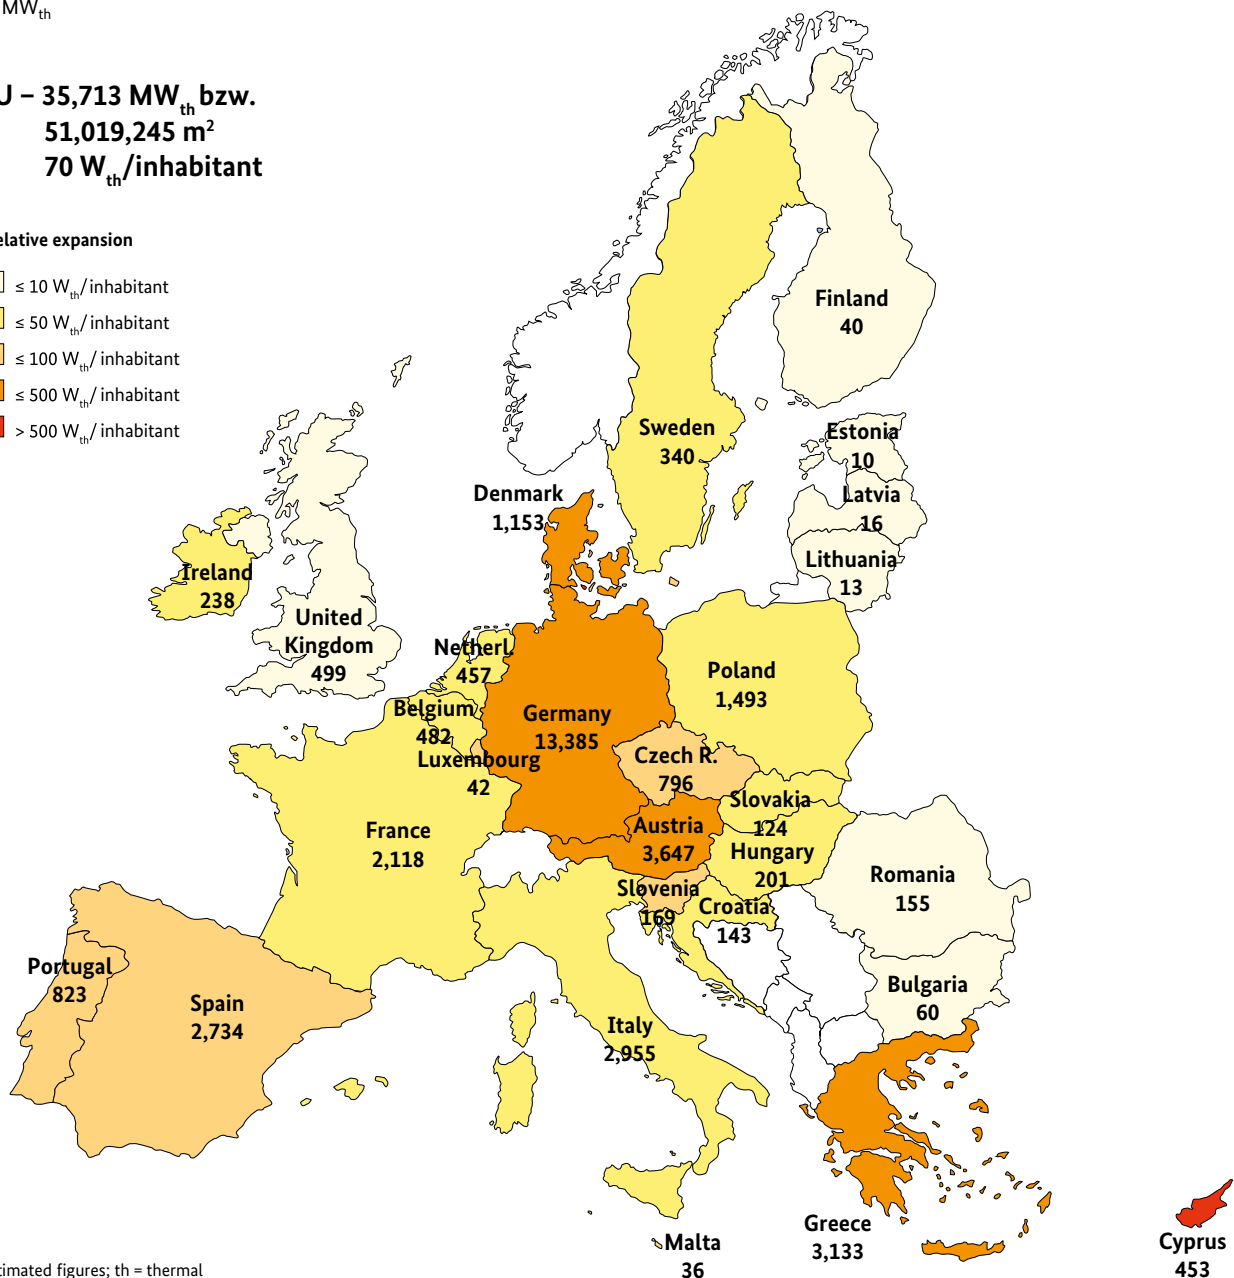 MWth
U – 35,713 MWth bzw.
51,019,245 m²
70 Wth/inhabitant
elative expansion
≤ 10 Wth/inhabitant
≤ 50 Wth/inhabitant
≤ 100 Wth/inhabitant
≤ 500 Wth/inhabitant
> 500 Wth/inhabitant
Finland
40
Sweden
340
Estonia
10
Latvia
16
Lithuania
13
Denmark
1,153
Ireland
238
United
Kingdom
499
Netherl.
457
Belgium
482
Luxembourg
42
Germany
13,385
Poland
1,493
Czech R.
796
Slovakia
124
Austria
3,647
Hungary
201
France
2,118
Slovenia
169
Croatia
143
Romania
155
Bulgaria
60
Portugal
823
Spain
2,734
Italy
2,955
Greece
3,133
Malta
36
Cyprus
453
timated figures; th = thermal